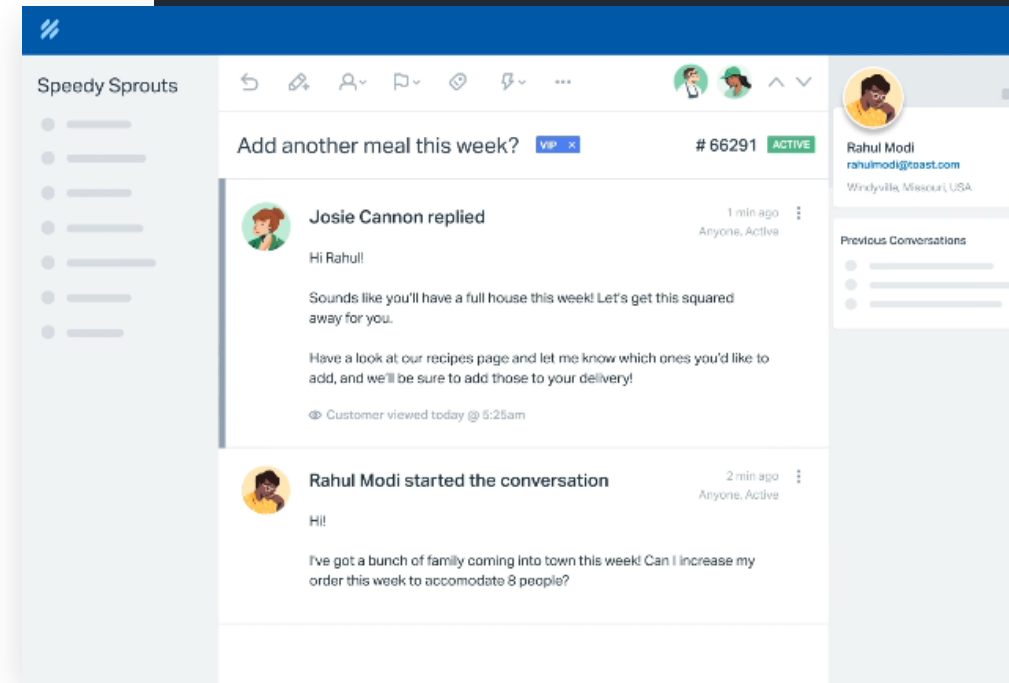 Speedy Sprouts
Add another meal this week?
VIP ×
# 66291
ACTIVE
Josie Cannon replied
1 min ago
Anyone, Active
Hi Rahul!
Sounds like you'll have a full house this week! Let's get this squared
away for you.
Have a look at our recipes page and let me know which ones you'd like to
add, and we'll be sure to add those to your delivery!
Customer viewed today @ 5:25am
Rahul Modi started the conversation
2 min ago
Anyone, Active
Hi!
I've got a bunch of family coming into town this week! Can I increase my
order this week to accomodate 8 people?
Rahul Modi
rahulmodi@toast.com
Windyville, Missouri, USA
Previous Conversations